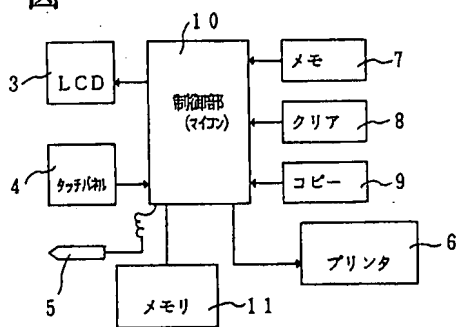 図
10
3
LCD
制御部
(マイコン)
メモ
7
クリア
8
4
タッチパネル
コピー
9
5
メモリ
11
プリンタ
6